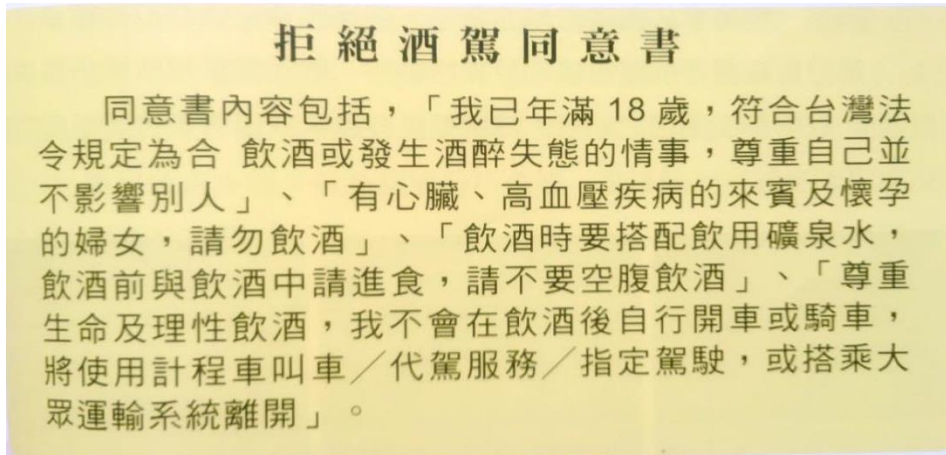 拒絕酒駕同意書
同意書內容包括，「我已年滿 18 歲，符合台灣法
令規定為合 飲酒或發生酒醉失態的情事，尊重自己並
不影響別人」、「有心臟、高血壓疾病的來賓及懷孕
的婦女，請勿飲酒」、「飲酒時要搭配飲用礦泉水，
飲酒前與飲酒中請進食，請不要空腹飲酒」、「尊重
生命及理性飲酒，我不會在飲酒後自行開車或騎車，
將使用計程車叫車／代駕服務／指定駕駛，或搭乘大
眾運輸系統離開」。